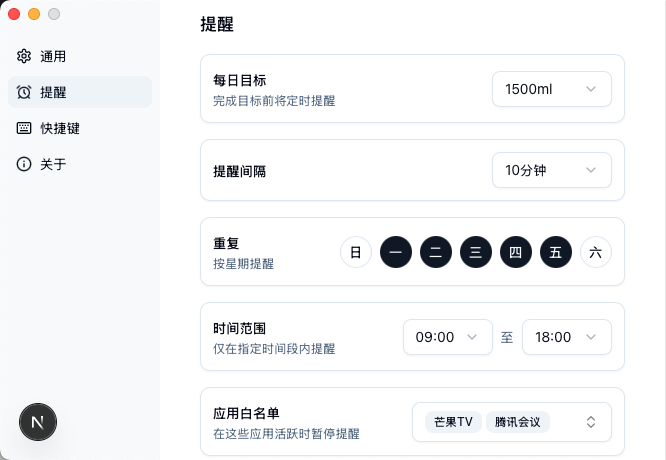 提醒
通用
提醒
快捷键
关于
每日目标
完成目标前将定时提醒
1500ml
提醒间隔
10分钟
重复
按星期提醒
日 一 二 三 四 五 六
时间范围
仅在指定时间段内提醒
09:00 至 18:00
应用白名单
在这些应用活跃时暂停提醒
芒果TV 腾讯会议
N